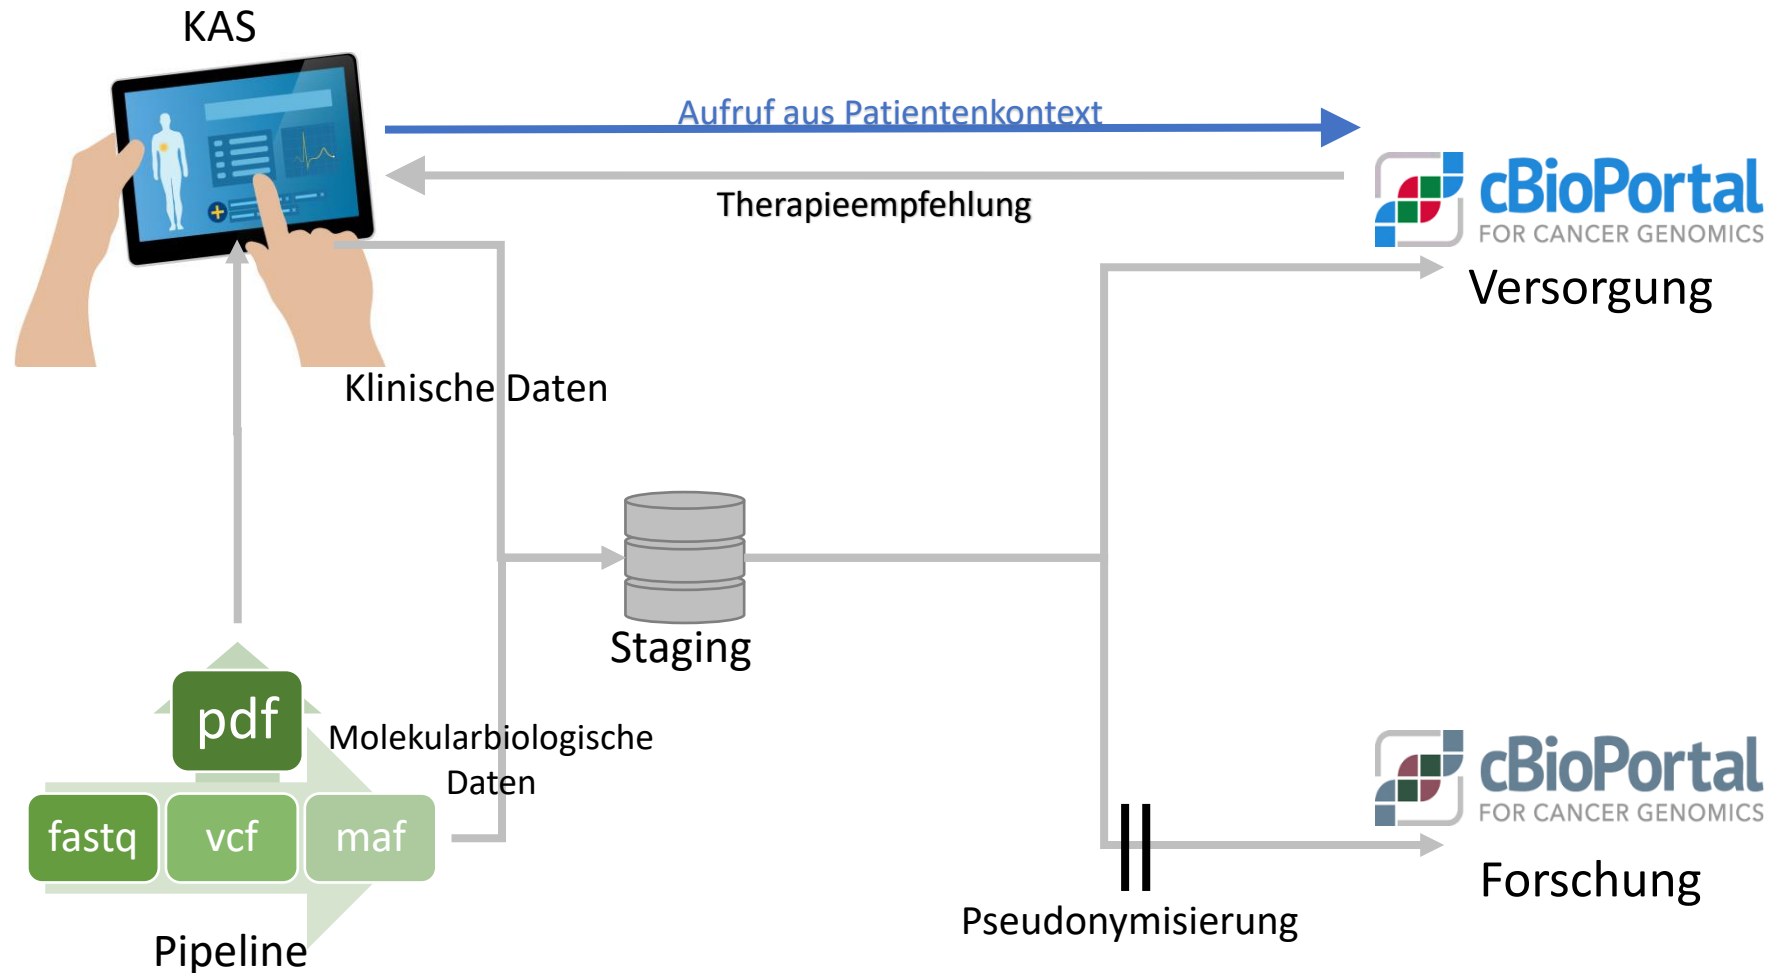 KAS
Aufruf aus Patientenkontext
Therapieempfehlung
cBioPortal
FOR CANCER GENOMICS
Versorgung
Klinische Daten
Staging
pdf
Molekularbiologische
Daten
fastq
vcf
maf
Pipeline
cBioPortal
FOR CANCER GENOMICS
Forschung
Pseudonymisierung